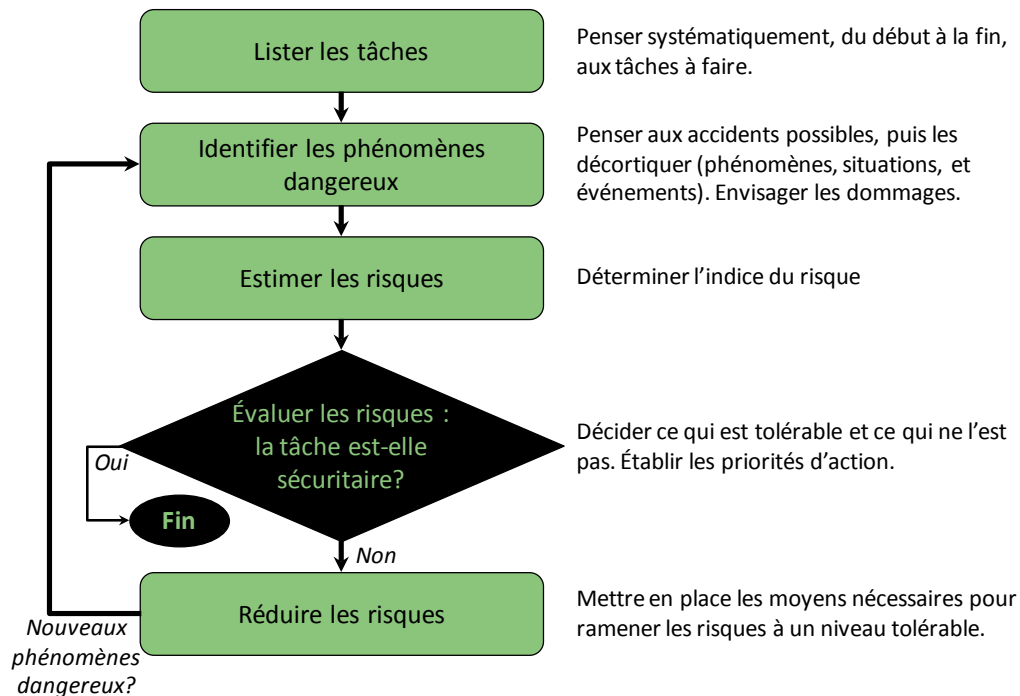 Lister les tâches
Penser systématiquement, du début à la fin,
aux tâches à faire.
Identifier les phénomènes
dangereux
Penser aux accidents possibles, puis les
décortiquer (phénomènes, situations, et
événements). Envisager les dommages.
Estimer les risques
Déterminer l'indice du risque
Évaluer les risques :
la tâche est-elle
sécuritaire?
Décider ce qui est tolérable et ce qui ne l'est
pas. Établir les priorités d'action.
Oui
Fin
Non
Réduire les risques
Mettre en place les moyens nécessaires pour
ramener les risques à un niveau tolérable.
Nouveaux
phénomènes
dangereux?